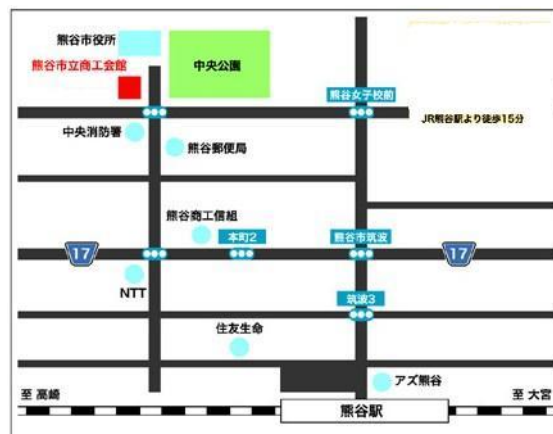 熊谷市役所
熊谷市立商工会館
中央公園
熊谷女子校前
JR熊谷駅より徒歩15分
中央消防署
熊谷郵便局
熊谷商工信組
本町2
熊谷市筑波
17
17
NTT
筑波3
住友生命
アズ熊谷
至 高崎
至 大宮
熊谷駅